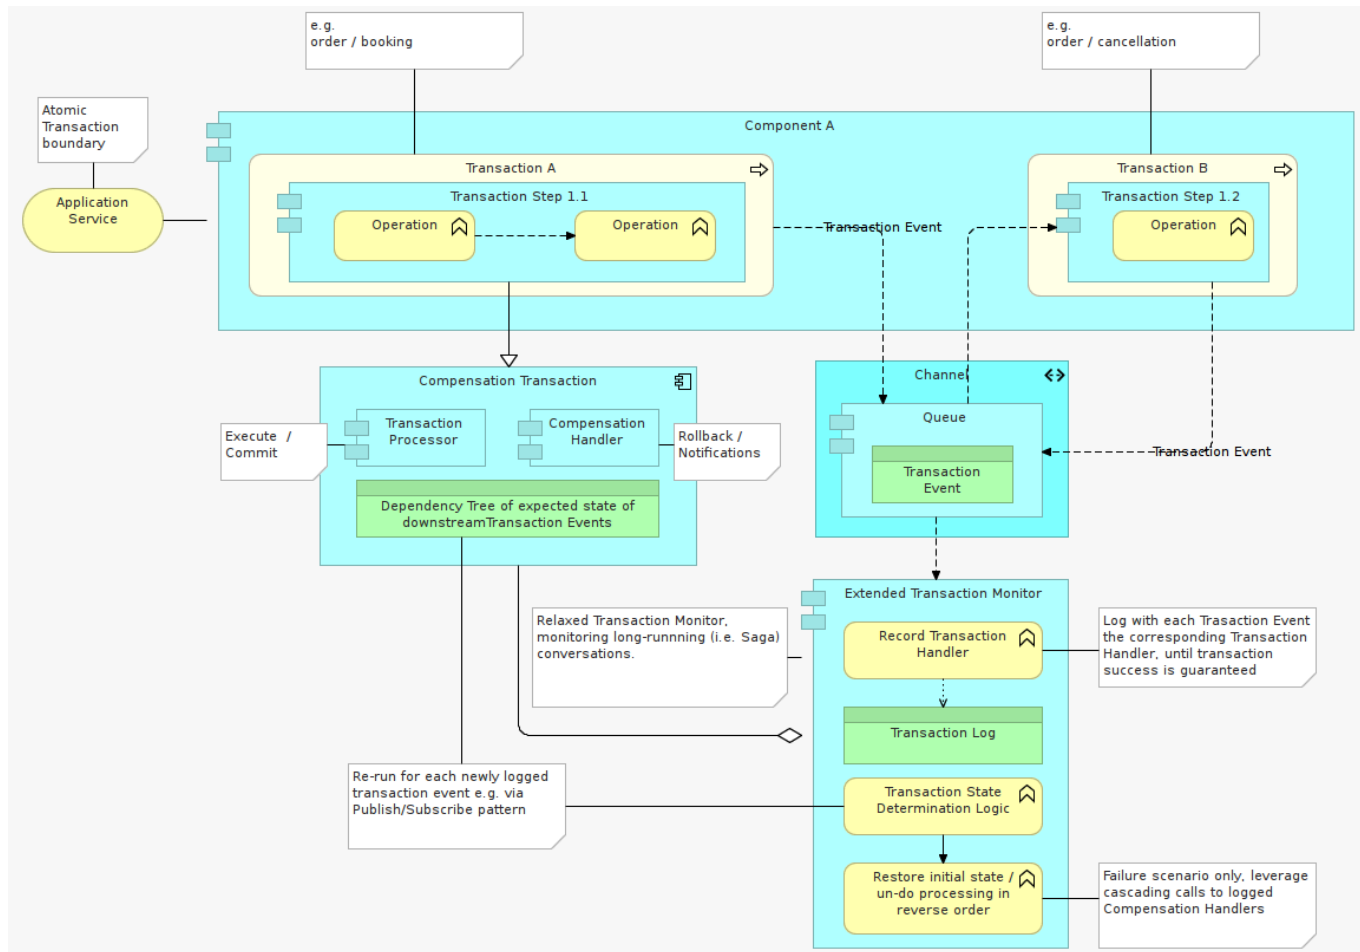 e.g.
order / booking
e.g.
order / cancellation
Atomic
Transaction
boundary
Component A
Transaction A
Transaction B
Application
Service
Transaction Step 1.1
Transaction Step 1.2
Operation
Operation
Operation
Transaction Event
Compensation Transaction
Channel
Transaction
Processor
Compensation
Handler
Queue
Execute  /
Commit
Rollback /
Notifications
Transaction Event
Transaction
Event
Dependency Tree of expected state of
downstreamTransaction Events
Extended Transaction Monitor
Relaxed Transaction Monitor,
monitoring long-runnning (i.e. Saga)
conversations.
Record Transaction
Handler
Log with each Trasaction Event
the corresponding Transaction
Handler, until transaction
success is guaranteed
Transaction Log
Re-run for each newly logged
transaction event e.g. via
Publish/Subscribe pattern
Transaction State
Determination Logic
Restore initial state /
un-do processing in
reverse order
Failure scenario only, leverage
cascading calls to logged
Compensation Handlers